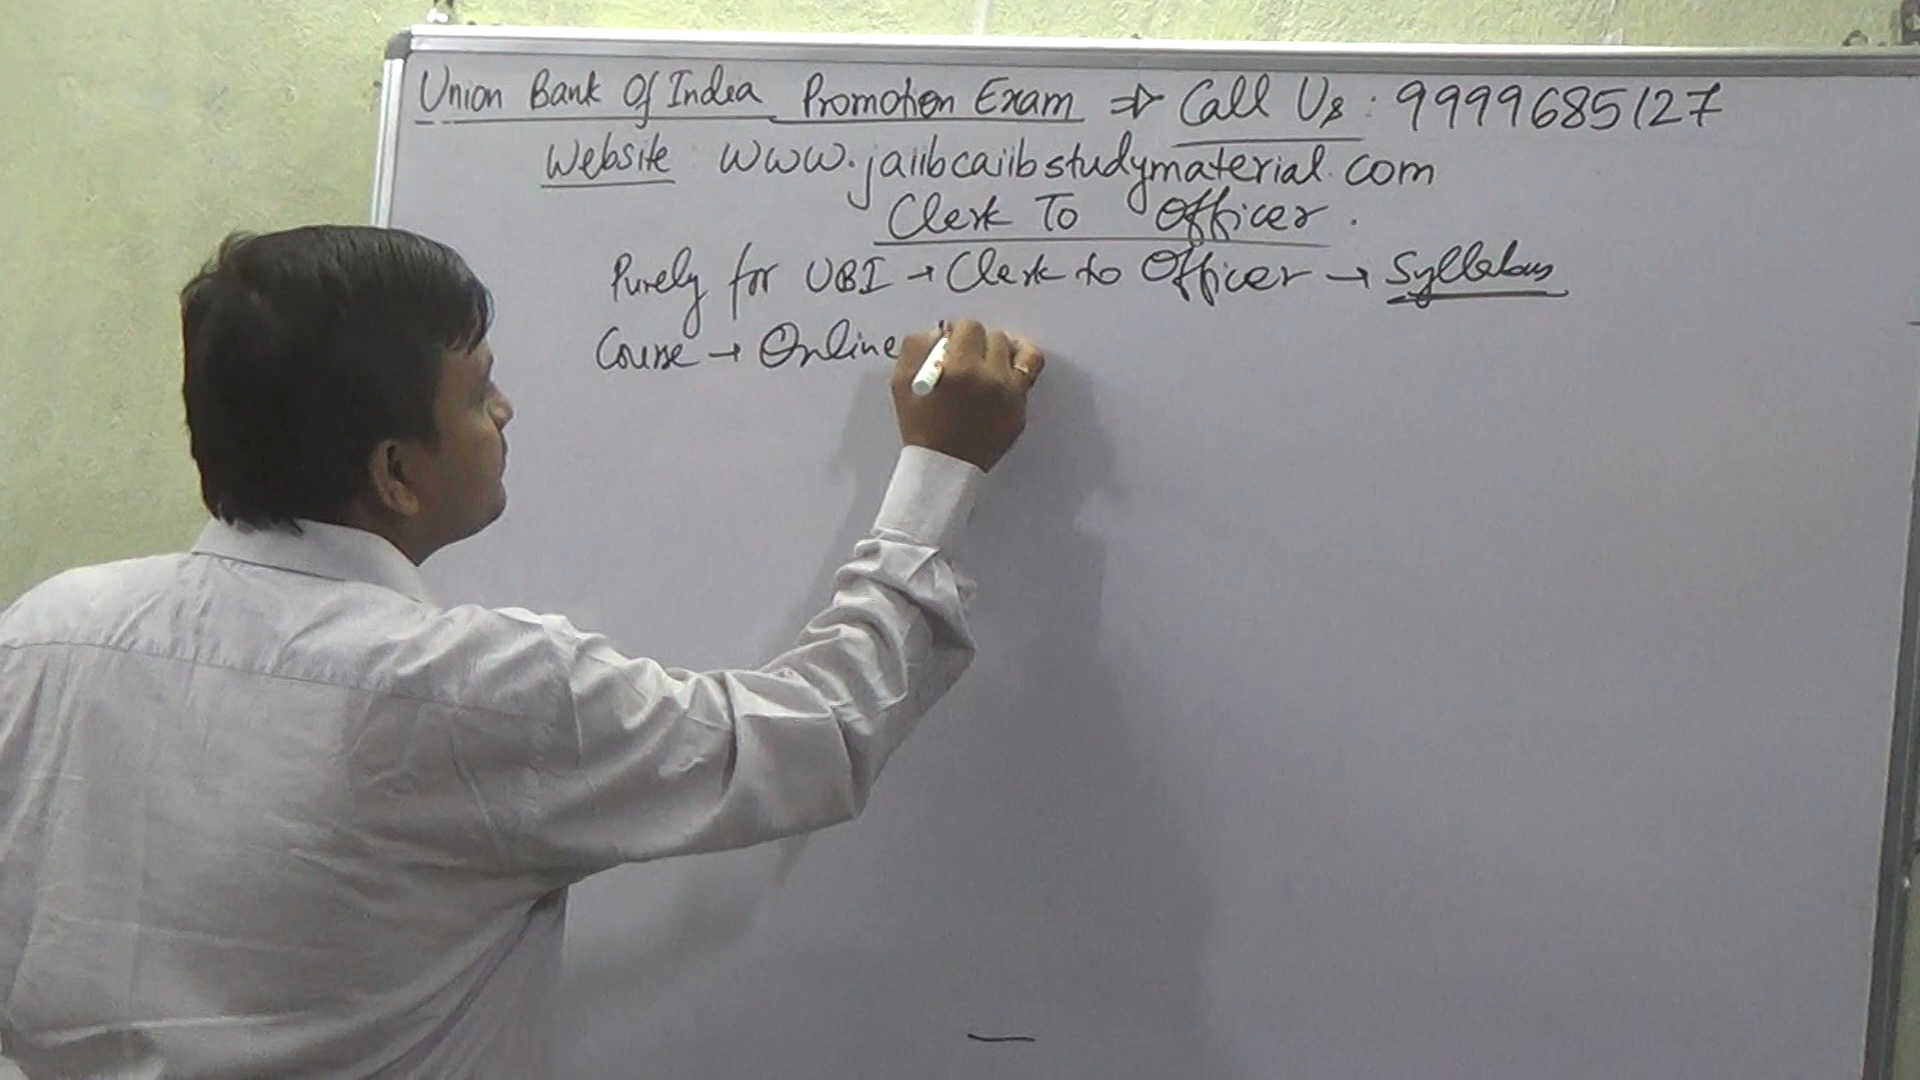 Union Bank Of India Promotion Exam ⇒ Call Us : 9999685127
Website www.jaiibcaiibstudymaterial.com
Clerk To Officer .
Purely for UBI → Clerk to Officer → Syllabus
Course → Online